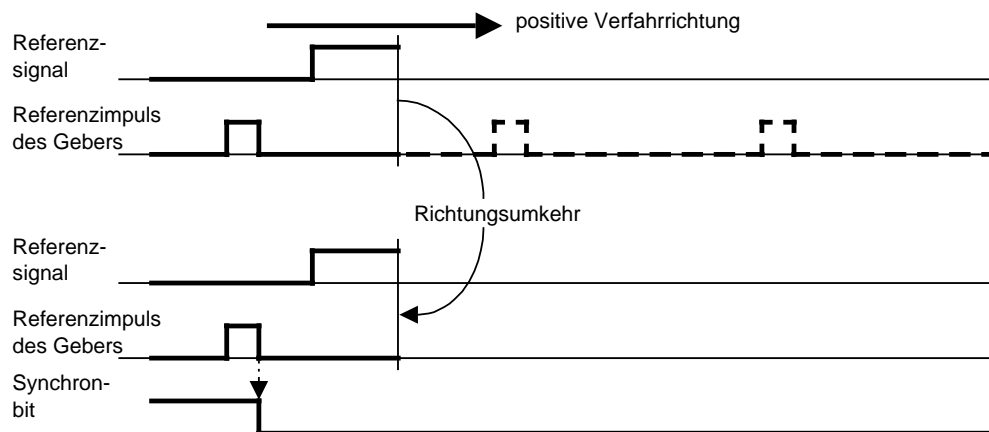 positive Verfahrrichtung
Referenz-
signal
Referenzimpuls
des Gebers
Richtungsumkehr
Referenz-
signal
Referenzimpuls
des Gebers
Synchron-
bit